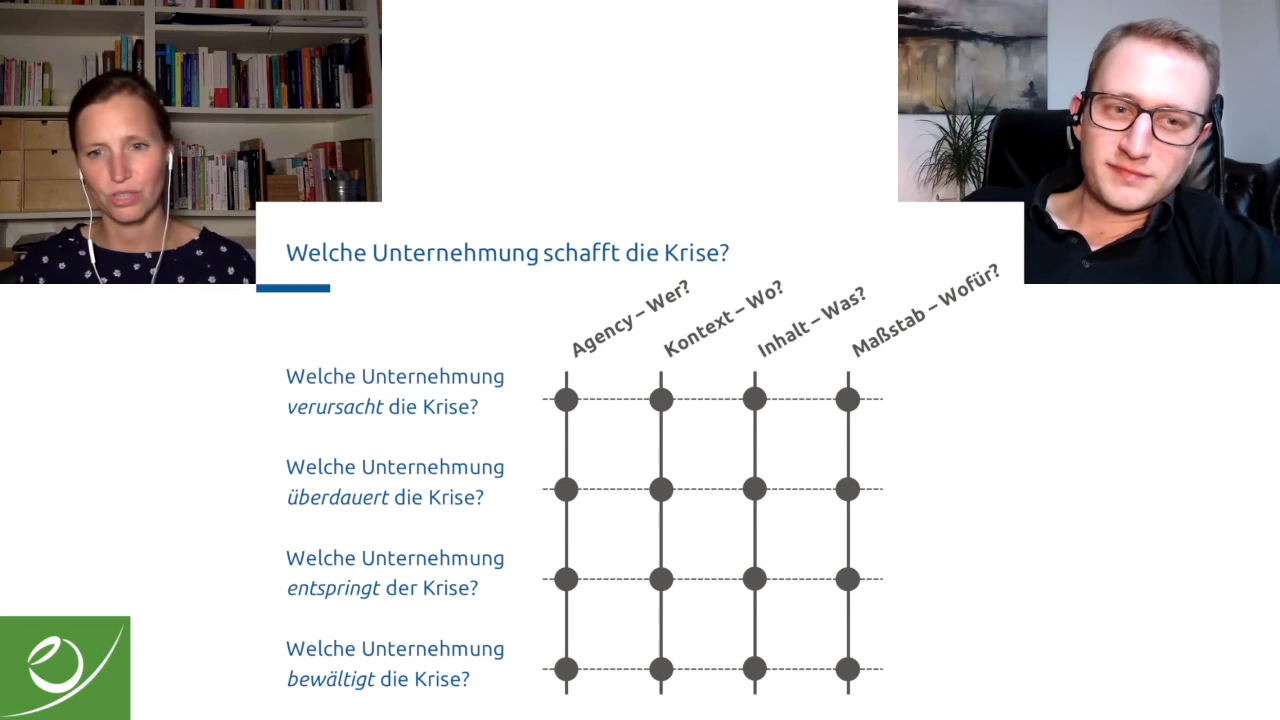 Welche Unternehmung schafft die Krise?
Agency – Wer?
Kontext – Wo?
Inhalt – Was?
Maßstab – Wofür?
Welche Unternehmung
verursacht die Krise?
Welche Unternehmung
überdauert die Krise?
Welche Unternehmung
entspringt der Krise?
Welche Unternehmung
bewältigt die Krise?